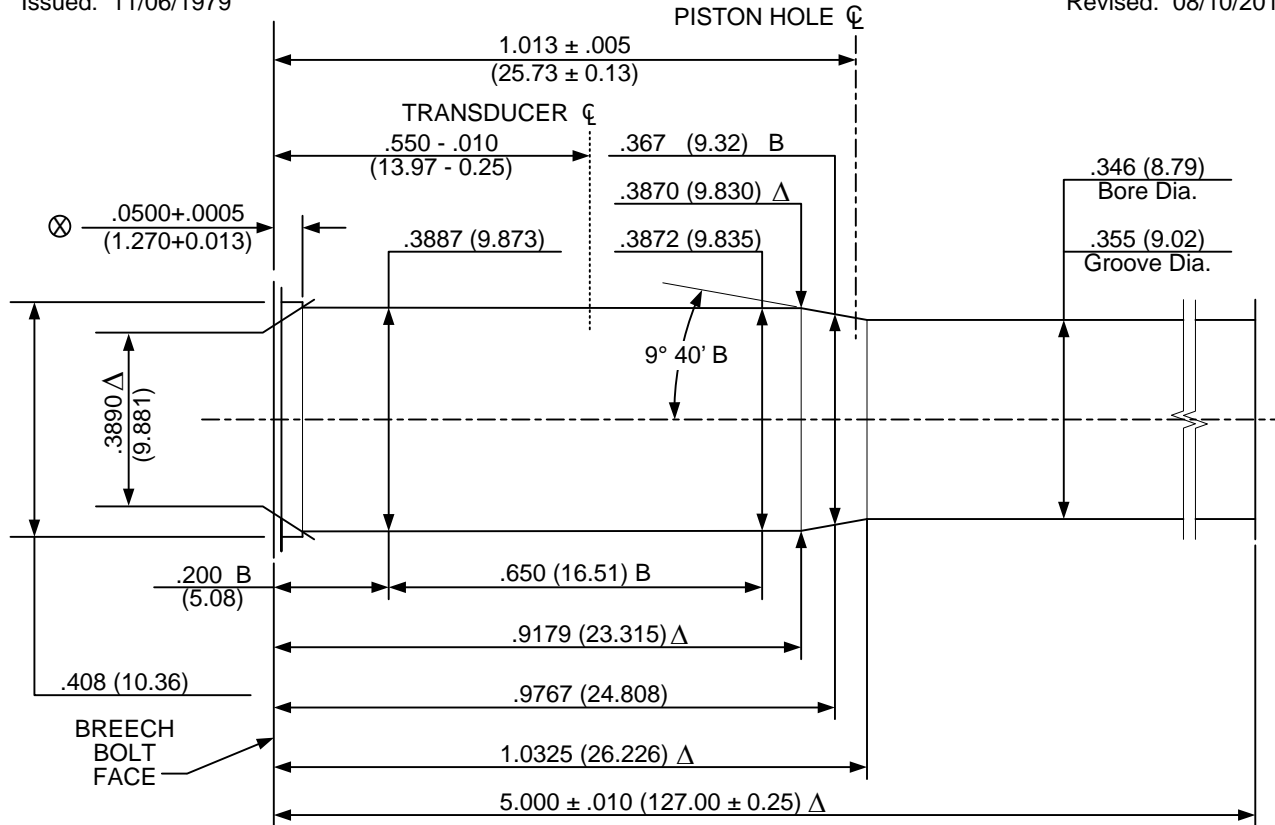 Issued: 11/06/1979
Revised: 08/10/201
PISTON HOLE ℄
1.013 ± .005
(25.73 ± 0.13)
TRANSDUCER ℄
.550 - .010
(13.97 - 0.25)
.367 (9.32) B
.3870 (9.830) Δ
.3887 (9.873)
.3872 (9.835)
.346 (8.79)
Bore Dia.
.355 (9.02)
Groove Dia.
⊗ .0500+.0005
(1.270+0.013)
9° 40' B
.3890 Δ
(9.881)
.200 B
(5.08)
.650 (16.51) B
.9179 (23.315) Δ
.408 (10.36)
.9767 (24.808)
BREECH
BOLT
FACE
1.0325 (26.226) Δ
5.000 ± .010 (127.00 ± 0.25) Δ